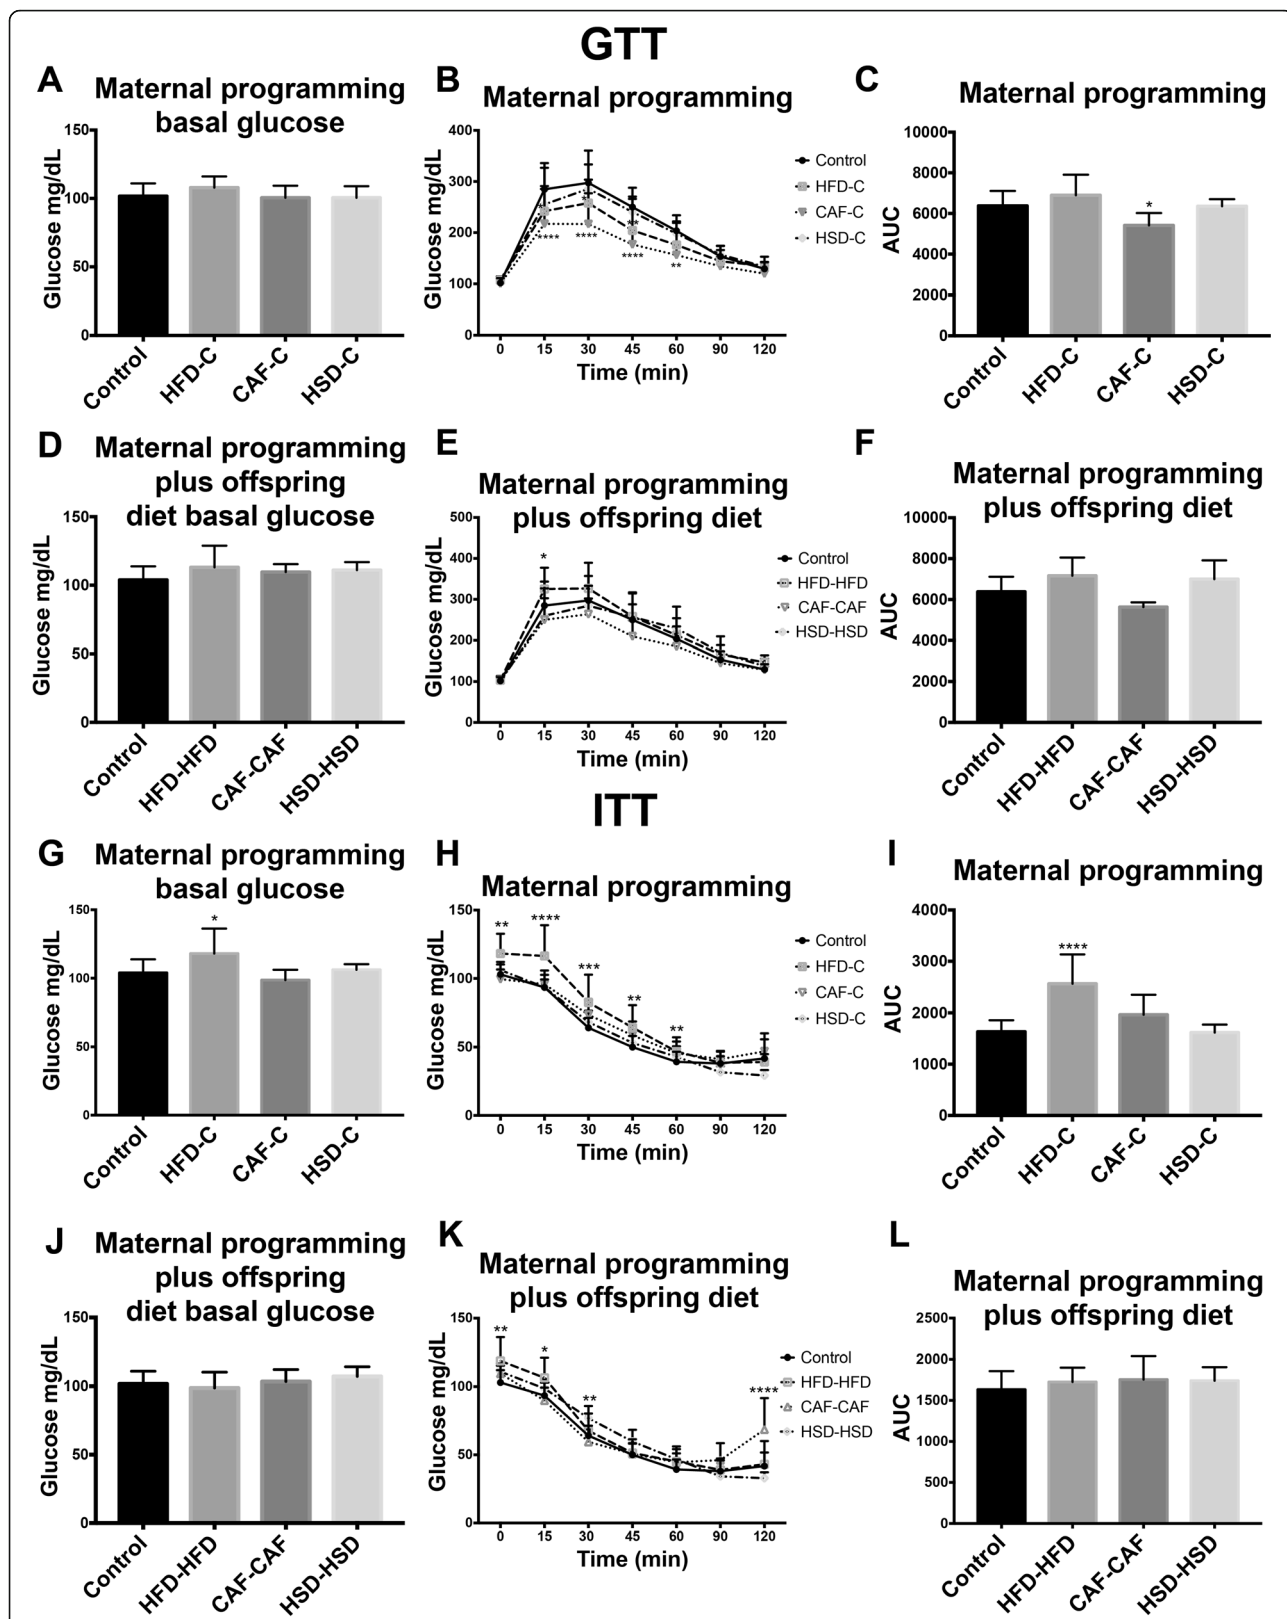 GTT
A
Maternal programming
basal glucose
Glucose mg/dL
150
100
50
0
Control
HFD-C
CAF-C
HSD-C
B
Maternal programming
Glucose mg/dL
400
300
200
100
0
* **** * **** ** **** **
0 15 30 45 60 90 120
Time (min)
Control
HFD-C
CAF-C
HSD-C
C
Maternal programming
AUC
10000
8000
6000
4000
2000
0
*
Control
HFD-C
CAF-C
HSD-C
D
Maternal programming
plus offspring
diet basal glucose
Glucose mg/dL
150
100
50
0
Control
HFD-HFD
CAF-CAF
HSD-HSD
E
Maternal programming
plus offspring diet
Glucose mg/dL
500
400
300
200
100
0
*
0 15 30 45 60 90 120
Time (min)
Control
HFD-HFD
CAF-CAF
HSD-HSD
F
Maternal programming
plus offspring diet
AUC
10000
8000
6000
4000
2000
0
Control
HFD-HFD
CAF-CAF
HSD-HSD
ITT
G
Maternal programming
basal glucose
Glucose mg/dL
150
100
50
0
*
Control
HFD-C
CAF-C
HSD-C
H
Maternal programming
Glucose mg/dL
150
100
50
0
** **** *** ** **
0 15 30 45 60 90 120
Time (min)
Control
HFD-C
CAF-C
HSD-C
I
Maternal programming
AUC
4000
3000
2000
1000
0
****
Control
HFD-C
CAF-C
HSD-C
J
Maternal programming
plus offspring
diet basal glucose
Glucose mg/dL
150
100
50
0
Control
HFD-HFD
CAF-CAF
HSD-HSD
K
Maternal programming
plus offspring diet
Glucose mg/dL
150
100
50
0
** * ** ****
0 15 30 45 60 90 120
Time (min)
Control
HFD-HFD
CAF-CAF
HSD-HSD
L
Maternal programming
plus offspring diet
AUC
2500
2000
1500
1000
500
0
Control
HFD-HFD
CAF-CAF
HSD-HSD